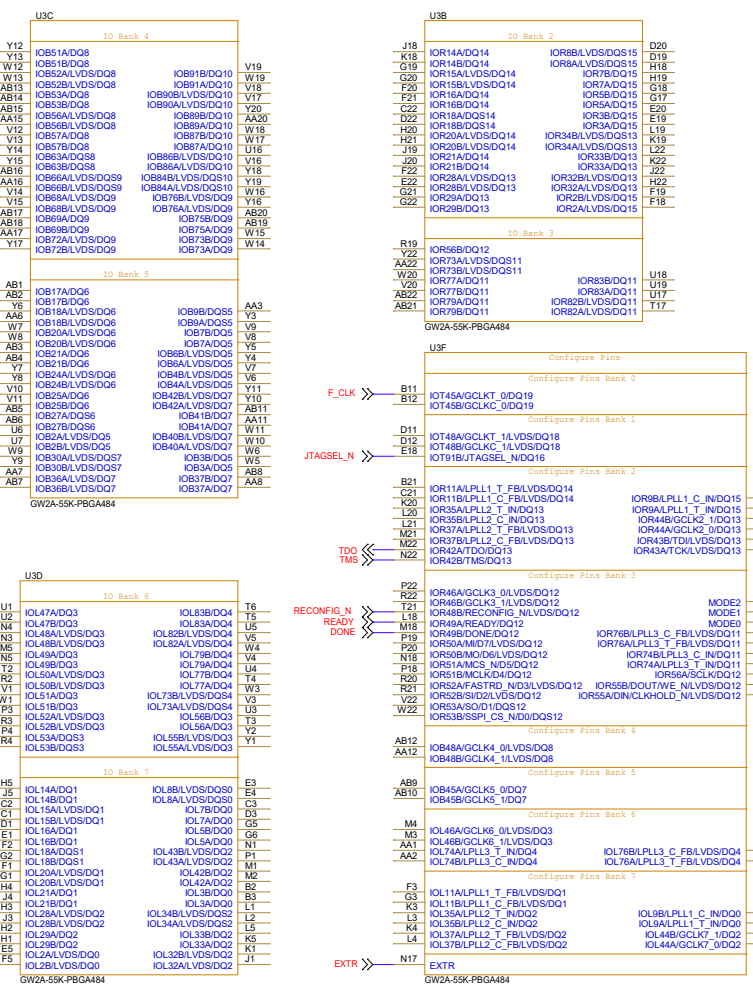 U3C
IO Bank 4
Y12 IOB51A/DQ8
Y13 IOB51B/DQ8
W12 IOB52A/LVDS/DQ8 IOB91B/DQ10 V19
W13 IOB52B/LVDS/DQ8 IOB91A/DQ10 W19
AB13 IOB53A/DQ8 IOB90B/LVDS/DQ10 V18
AB14 IOB53B/DQ8 IOB90A/LVDS/DQ10 V17
AB15 IOB56A/LVDS/DQ8 IOB89B/DQ10 Y20
AA15 IOB56B/LVDS/DQ8 IOB89A/DQ10 AA20
V12 IOB57A/DQ8 IOB87B/DQ10 W18
V13 IOB57B/DQ8 IOB87A/DQ10 W17
Y14 IOB63A/DQS8 IOB86B/LVDS/DQ10 U16
Y15 IOB63B/DQS8 IOB86A/LVDS/DQ10 V16
AB16 IOB66A/LVDS/DQS9 IOB84B/LVDS/DQS10 Y18
AA16 IOB66B/LVDS/DQS9 IOB84A/LVDS/DQS10 Y19
V14 IOB68A/LVDS/DQ9 IOB76B/LVDS/DQ9 W16
V15 IOB68B/LVDS/DQ9 IOB76A/LVDS/DQ9 Y16
AB17 IOB69A/DQ9 IOB75B/DQ9 AB20
AB18 IOB69B/DQ9 IOB75A/DQ9 AB19
AA17 IOB72A/LVDS/DQ9 IOB73B/DQ9 W15
Y17 IOB72B/LVDS/DQ9 IOB73A/DQ9 W14
IO Bank 5
AB1 IOB17A/DQ6
AB2 IOB17B/DQ6
Y6 IOB18A/LVDS/DQ6 IOB9B/DQS5 AA3
AA6 IOB18B/LVDS/DQ6 IOB9A/DQS5 Y3
W7 IOB20A/LVDS/DQ6 IOB7B/DQ5 V9
W8 IOB20B/LVDS/DQ6 IOB7A/DQ5 V8
AB3 IOB21A/DQ6 IOB6B/LVDS/DQ5 Y5
AB4 IOB21B/DQ6 IOB6A/LVDS/DQ5 Y4
Y7 IOB24A/LVDS/DQ6 IOB4B/LVDS/DQ5 V7
Y8 IOB24B/LVDS/DQ6 IOB4A/LVDS/DQ5 V6
V10 IOB25A/DQ6 IOB42B/LVDS/DQ7 Y11
V11 IOB25B/DQ6 IOB42A/LVDS/DQ7 Y10
AB5 IOB27A/DQS6 IOB41B/DQ7 AB11
AB6 IOB27B/DQS6 IOB41A/DQ7 AA11
U6 IOB2A/LVDS/DQ5 IOB40B/LVDS/DQ7 W11
U7 IOB2B/LVDS/DQ5 IOB40A/LVDS/DQ7 W10
W9 IOB30A/LVDS/DQS7 IOB3B/DQ5 W6
Y9 IOB30B/LVDS/DQS7 IOB3A/DQ5 W5
AA7 IOB36A/LVDS/DQ7 IOB37B/DQ7 AB8
AB7 IOB36B/LVDS/DQ7 IOB37A/DQ7 AA8
GW2A-55K-PBGA484
U3D
IO Bank 6
U1 IOL47A/DQ3 IOL83B/DQ4 T6
U2 IOL47B/DQ3 IOL83A/DQ4 T5
N4 IOL48A/LVDS/DQ3 IOL82B/LVDS/DQ4 U5
N3 IOL48B/LVDS/DQ3 IOL82A/LVDS/DQ4 V5
M5 IOL49A/DQ3 IOL79B/DQ4 W4
N5 IOL49B/DQ3 IOL79A/DQ4 V4
T2 IOL50A/LVDS/DQ3 IOL77B/DQ4 U4
R2 IOL50B/LVDS/DQ3 IOL77A/DQ4 T4
V1 IOL51A/DQ3 IOL73B/LVDS/DQS4 W3
W1 IOL51B/DQ3 IOL73A/LVDS/DQS4 V3
P3 IOL52A/LVDS/DQ3 IOL56B/DQ3 U3
R3 IOL52B/LVDS/DQ3 IOL56A/DQ3 T3
P4 IOL53A/DQS3 IOL55B/LVDS/DQ3 Y2
R4 IOL53B/DQS3 IOL55A/LVDS/DQ3 Y1
IO Bank 7
H5 IOL14A/DQ1 IOL8B/LVDS/DQS0 E3
J5 IOL14B/DQ1 IOL8A/LVDS/DQS0 E4
C2 IOL15A/LVDS/DQ1 IOL7B/DQ0 C3
C1 IOL15B/LVDS/DQ1 IOL7A/DQ0 D3
D1 IOL16A/DQ1 IOL5B/DQ0 G5
E1 IOL16B/DQ1 IOL5A/DQ0 G6
F2 IOL18A/DQS1 IOL43B/LVDS/DQ2 N1
G2 IOL18B/DQS1 IOL43A/LVDS/DQ2 P1
F1 IOL20A/LVDS/DQ1 IOL42B/DQ2 M1
G1 IOL20B/LVDS/DQ1 IOL42A/DQ2 M2
H4 IOL21A/DQ1 IOL3B/DQ0 B2
J4 IOL21B/DQ1 IOL3A/DQ0 B3
H3 IOL28A/LVDS/DQ2 IOL34B/LVDS/DQS2 L1
J3 IOL28B/LVDS/DQ2 IOL34A/LVDS/DQS2 L2
H2 IOL29A/DQ2 IOL33B/DQ2 L5
H1 IOL29B/DQ2 IOL33A/DQ2 K5
E5 IOL2A/LVDS/DQ0 IOL32B/LVDS/DQ2 K1
F5 IOL2B/LVDS/DQ0 IOL32A/LVDS/DQ2 J1
GW2A-55K-PBGA484
U3B
IO Bank 2
J18 IOR14A/DQ14 IOR8B/LVDS/DQS15 D20
K18 IOR14B/DQ14 IOR8A/LVDS/DQS15 D19
G19 IOR15A/LVDS/DQ14 IOR7B/DQ15 H18
G20 IOR15B/LVDS/DQ14 IOR7A/DQ15 H19
F20 IOR16A/DQ14 IOR5B/DQ15 G18
F21 IOR16B/DQ14 IOR5A/DQ15 G17
C22 IOR18A/DQS14 IOR3B/DQ15 E20
D22 IOR18B/DQS14 IOR3A/DQ15 E19
H20 IOR20A/LVDS/DQ14 IOR34B/LVDS/DQS13 L19
H21 IOR20B/LVDS/DQ14 IOR34A/LVDS/DQS13 K19
J19 IOR21A/DQ14 IOR33B/DQ13 L22
J20 IOR21B/DQ14 IOR33A/DQ13 K22
F22 IOR28A/LVDS/DQ13 IOR32B/LVDS/DQ13 J22
E22 IOR28B/LVDS/DQ13 IOR32A/LVDS/DQ13 H22
G21 IOR29A/DQ13 IOR2B/LVDS/DQ15 F19
G22 IOR29B/DQ13 IOR2A/LVDS/DQ15 F18
IO Bank 3
R19 IOR56B/DQ12
Y22 IOR73A/LVDS/DQS11
AA22 IOR73B/LVDS/DQS11
W20 IOR77A/DQ11 IOR83B/DQ11 U18
V20 IOR77B/DQ11 IOR83A/DQ11 U19
AB22 IOR79A/DQ11 IOR82B/LVDS/DQ11 U17
AB21 IOR79B/DQ11 IOR82A/LVDS/DQ11 T17
GW2A-55K-PBGA484
U3F
Configure Pins
Configure Pins Bank 0
F_CLK B11 IOT45A/GCLKT_0/DQ19
B12 IOT45B/GCLKC_0/DQ19
Configure Pins Bank 1
D11 IOT48A/GCLKT_1/LVDS/DQ18
D12 IOT48B/GCLKC_1/LVDS/DQ18
JTAGSEL_N E18 IOT91B/JTAGSEL_N/DQ16
Configure Pins Bank 2
B21 IOR11A/LPLL1_T_FB/LVDS/DQ14
C21 IOR11B/LPLL1_C_FB/LVDS/DQ14 IOR9B/LPLL1_C_IN/DQ15
K20 IOR35A/LPLL2_T_IN/DQ13 IOR9A/LPLL1_T_IN/DQ15
L20 IOR35B/LPLL2_C_IN/DQ13 IOR44B/GCLK2_1/DQ13
L21 IOR37A/LPLL2_T_FB/LVDS/DQ13 IOR44A/GCLK2_0/DQ13
M21 IOR37B/LPLL2_C_FB/LVDS/DQ13 IOR43B/TDI/LVDS/DQ13
TDO M22 IOR42A/TDO/DQ13 IOR43A/TCK/LVDS/DQ13
TMS N22 IOR42B/TMS/DQ13
Configure Pins Bank 3
P22 IOR46A/GCLK3_0/LVDS/DQ12
R22 IOR46B/GCLK3_1/LVDS/DQ12 MODE2
RECONFIG_N T21 IOR48B/RECONFIG_N/LVDS/DQ12 MODE1
READY L18 IOR49A/READY/DQ12 MODE0
DONE M18 IOR49B/DONE/DQ12 IOR76B/LPLL3_C_FB/LVDS/DQ11
P19 IOR50A/MI/D7/LVDS/DQ12 IOR76A/LPLL3_T_FB/LVDS/DQ11
P20 IOR50B/MO/D6/LVDS/DQ12 IOR74B/LPLL3_C_IN/DQ11
N18 IOR51A/MCS_N/D5/DQ12 IOR74A/LPLL3_T_IN/DQ11
P18 IOR51B/MCLK/D4/DQ12 IOR56A/SCLK/DQ12
R20 IOR52A/FASTRD_N/D3/LVDS/DQ12 IOR55B/DOUT/WE_N/LVDS/DQ12
R21 IOR52B/SI/D2/LVDS/DQ12 IOR55A/DIN/CLKHOLD_N/LVDS/DQ12
V22 IOR53A/SO/D1/DQS12
W22 IOR53B/SSPI_CS_N/D0/DQS12
Configure Pins Bank 4
AB12 IOB48A/GCLK4_0/LVDS/DQ8
AA12 IOB48B/GCLK4_1/LVDS/DQ8
Configure Pins Bank 5
AB9 IOB45A/GCLK5_0/DQ7
AB10 IOB45B/GCLK5_1/DQ7
Configure Pins Bank 6
M4 IOL46A/GCLK6_0/LVDS/DQ3
M3 IOL46B/GCLK6_1/LVDS/DQ3
AA1 IOL74A/LPLL3_T_IN/DQ4 IOL76B/LPLL3_C_FB/LVDS/DQ4
AA2 IOL74B/LPLL3_C_IN/DQ4 IOL76A/LPLL3_T_FB/LVDS/DQ4
Configure Pins Bank 7
F3 IOL11A/LPLL1_T_FB/LVDS/DQ1
G3 IOL11B/LPLL1_C_FB/LVDS/DQ1
K3 IOL35A/LPLL2_T_IN/DQ2 IOL9B/LPLL1_C_IN/DQ0
L3 IOL35B/LPLL2_C_IN/DQ2 IOL9A/LPLL1_T_IN/DQ0
K4 IOL37A/LPLL2_T_FB/LVDS/DQ2 IOL44B/GCLK7_1/DQ2
L4 IOL37B/LPLL2_C_FB/LVDS/DQ2 IOL44A/GCLK7_0/DQ2
EXTR N17 EXTR
GW2A-55K-PBGA484